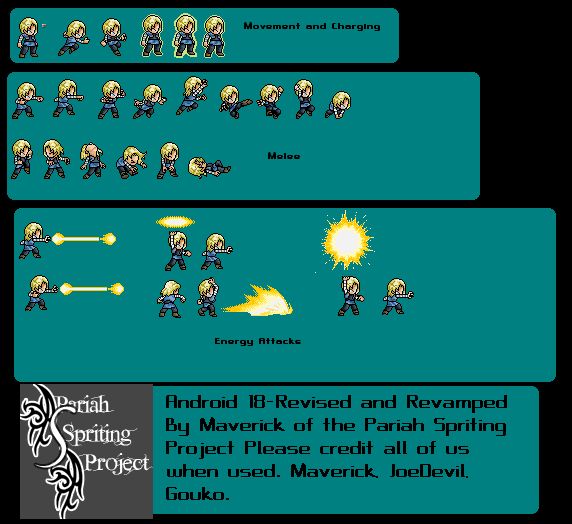 Movement and Charging
Melee
Energy Attacks
Pariah
Spriting
Project
Android 18-Revised and Revamped
By Maverick of the Pariah Spriting
Project Please credit all of us
when used. Maverick, JoeDevil,
Gouko.